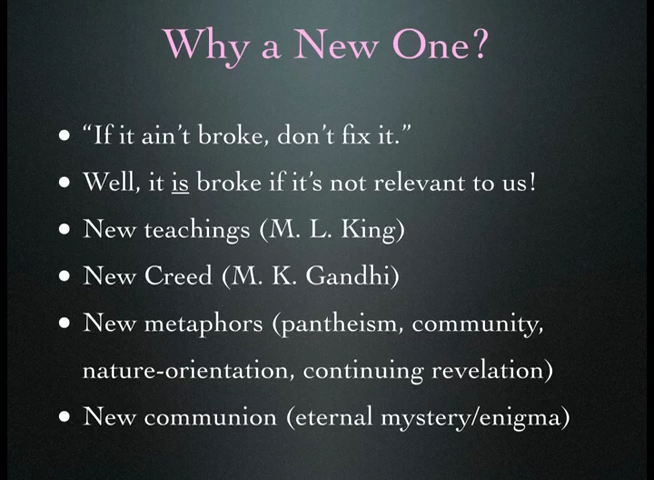 Why a New One?
• “If it ain’t broke, don’t fix it.”
• Well, it is broke if it’s not relevant to us!
• New teachings (M. L. King)
• New Creed (M. K. Gandhi)
• New metaphors (pantheism, community,
nature-orientation, continuing revelation)
• New communion (eternal mystery/enigma)